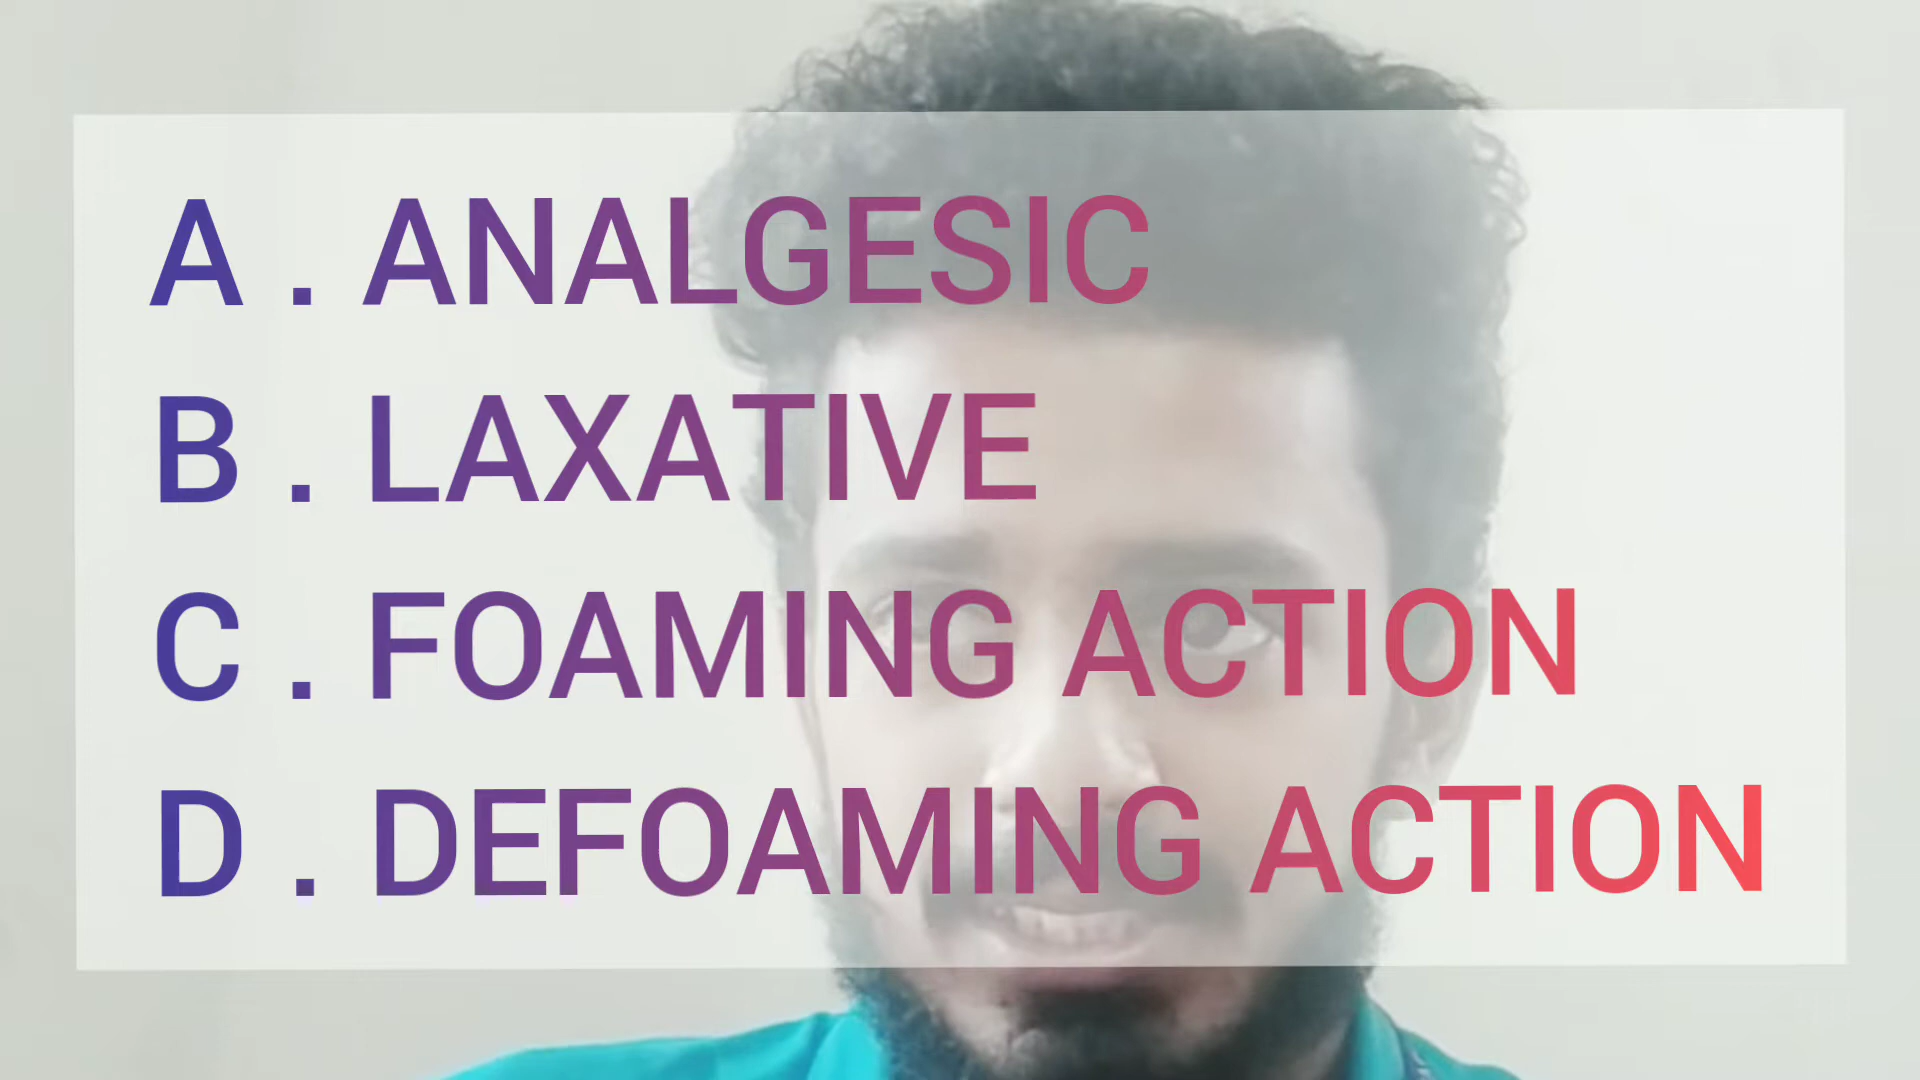 A . ANALGESIC
B . LAXATIVE
C . FOAMING ACTION
D . DEFOAMING ACTION